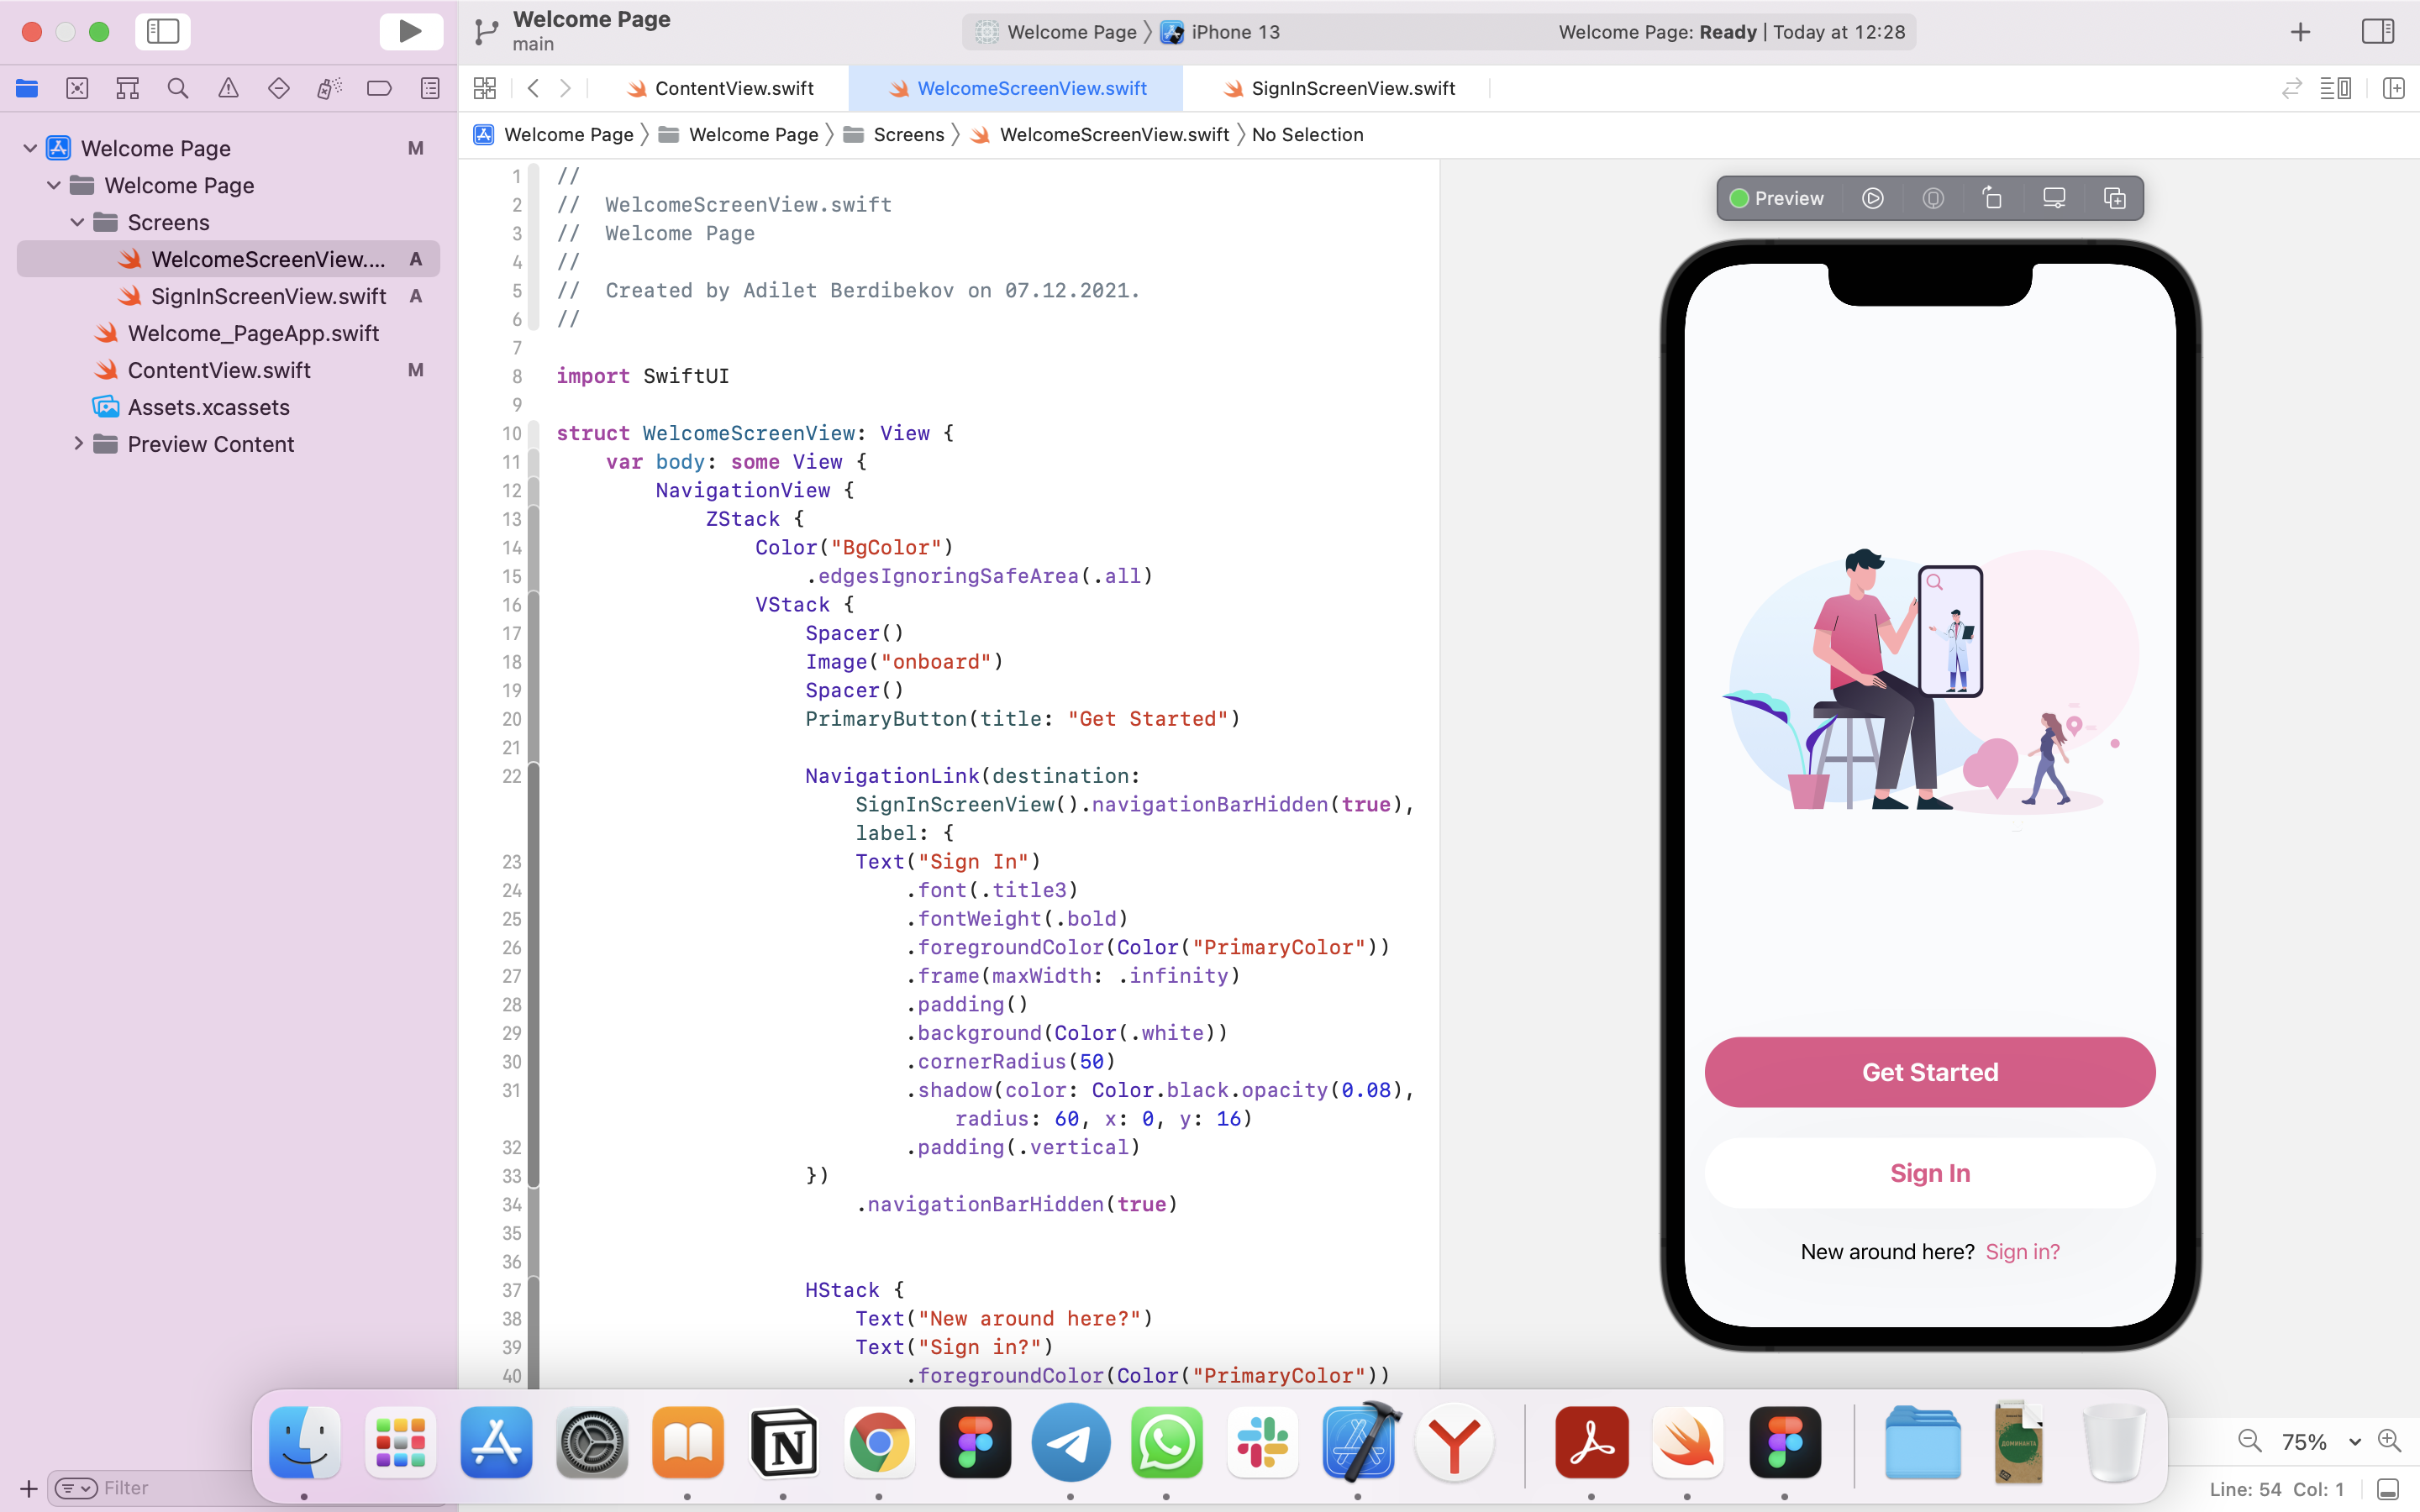 Welcome Page
main
Welcome Page 〉 iPhone 13
Welcome Page: Ready | Today at 12:28
ContentView.swift
WelcomeScreenView.swift
SignInScreenView.swift
Welcome Page 〉 Welcome Page 〉 Screens 〉 WelcomeScreenView.swift 〉 No Selection
Welcome Page M
Welcome Page
Screens
WelcomeScreenView.... A
SignInScreenView.swift A
Welcome_PageApp.swift
ContentView.swift M
Assets.xcassets
Preview Content
Filter
1 //
2 //  WelcomeScreenView.swift
3 //  Welcome Page
4 //
5 //  Created by Adilet Berdibekov on 07.12.2021.
6 //
7
8 import SwiftUI
9
10 struct WelcomeScreenView: View {
11     var body: some View {
12         NavigationView {
13             ZStack {
14                 Color("BgColor")
15                     .edgesIgnoringSafeArea(.all)
16                 VStack {
17                     Spacer()
18                     Image("onboard")
19                     Spacer()
20                     PrimaryButton(title: "Get Started")
21
22                     NavigationLink(destination:
SignInScreenView().navigationBarHidden(true),
label: {
23                         Text("Sign In")
24                             .font(.title3)
25                             .fontWeight(.bold)
26                             .foregroundColor(Color("PrimaryColor"))
27                             .frame(maxWidth: .infinity)
28                             .padding()
29                             .background(Color(.white))
30                             .cornerRadius(50)
31                             .shadow(color: Color.black.opacity(0.08),
radius: 60, x: 0, y: 16)
32                             .padding(.vertical)
33                     })
34                         .navigationBarHidden(true)
35
36
37                     HStack {
38                         Text("New around here?")
39                         Text("Sign in?")
40                             .foregroundColor(Color("PrimaryColor"))
Preview
Get Started
Sign In
New around here? Sign in?
ДОМИНАНТА
75%
Line: 54 Col: 1